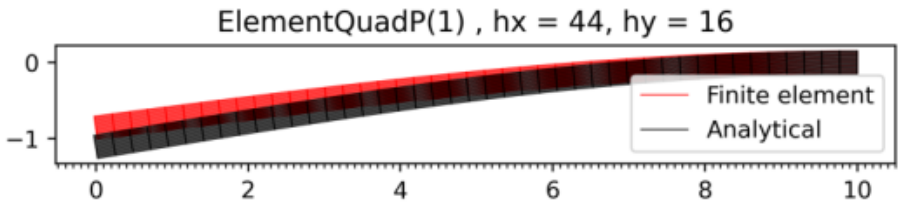 ElementQuadP(1) , hx = 44, hy = 16
0
−1
Finite element
Analytical
0 2 4 6 8 10